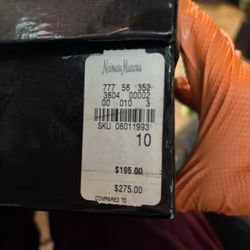 Neiman Marcus
777 56 352
3604 00002
00 010 3
SKU 06011993
10
$195.00
$275.00
COMPARED TO